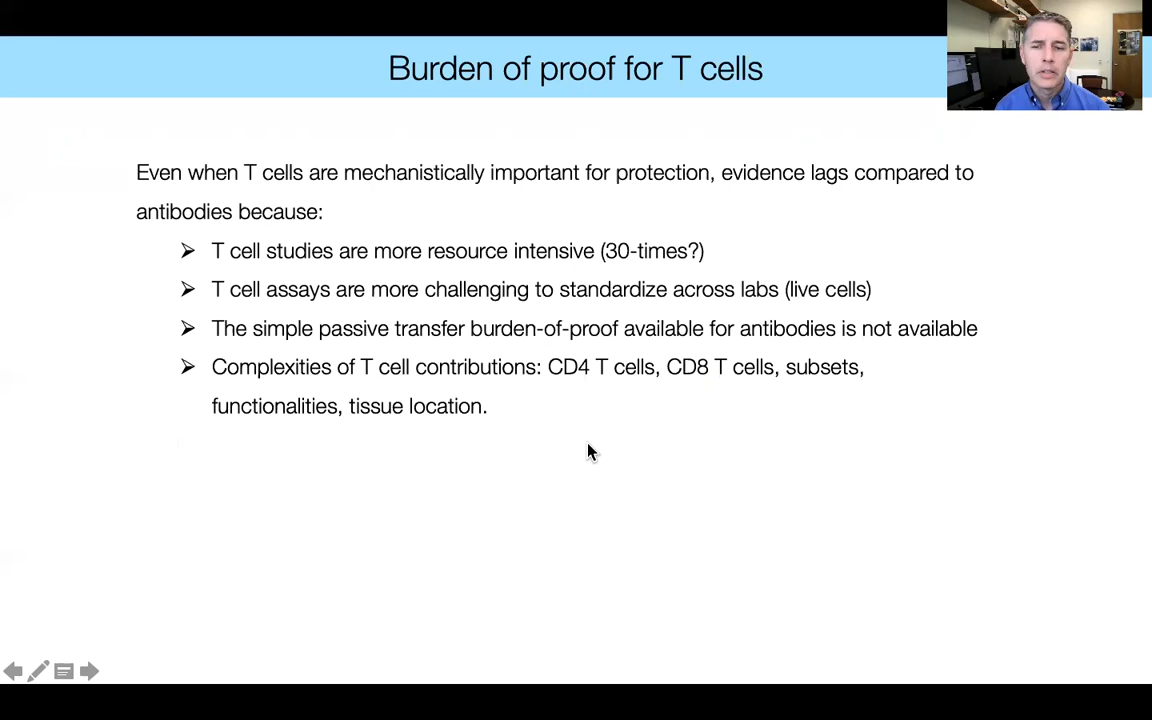 Burden of proof for T cells
Even when T cells are mechanistically important for protection, evidence lags compared to
antibodies because:
➢ T cell studies are more resource intensive (30-times?)
➢ T cell assays are more challenging to standardize across labs (live cells)
➢ The simple passive transfer burden-of-proof available for antibodies is not available
➢ Complexities of T cell contributions: CD4 T cells, CD8 T cells, subsets,
functionalities, tissue location.